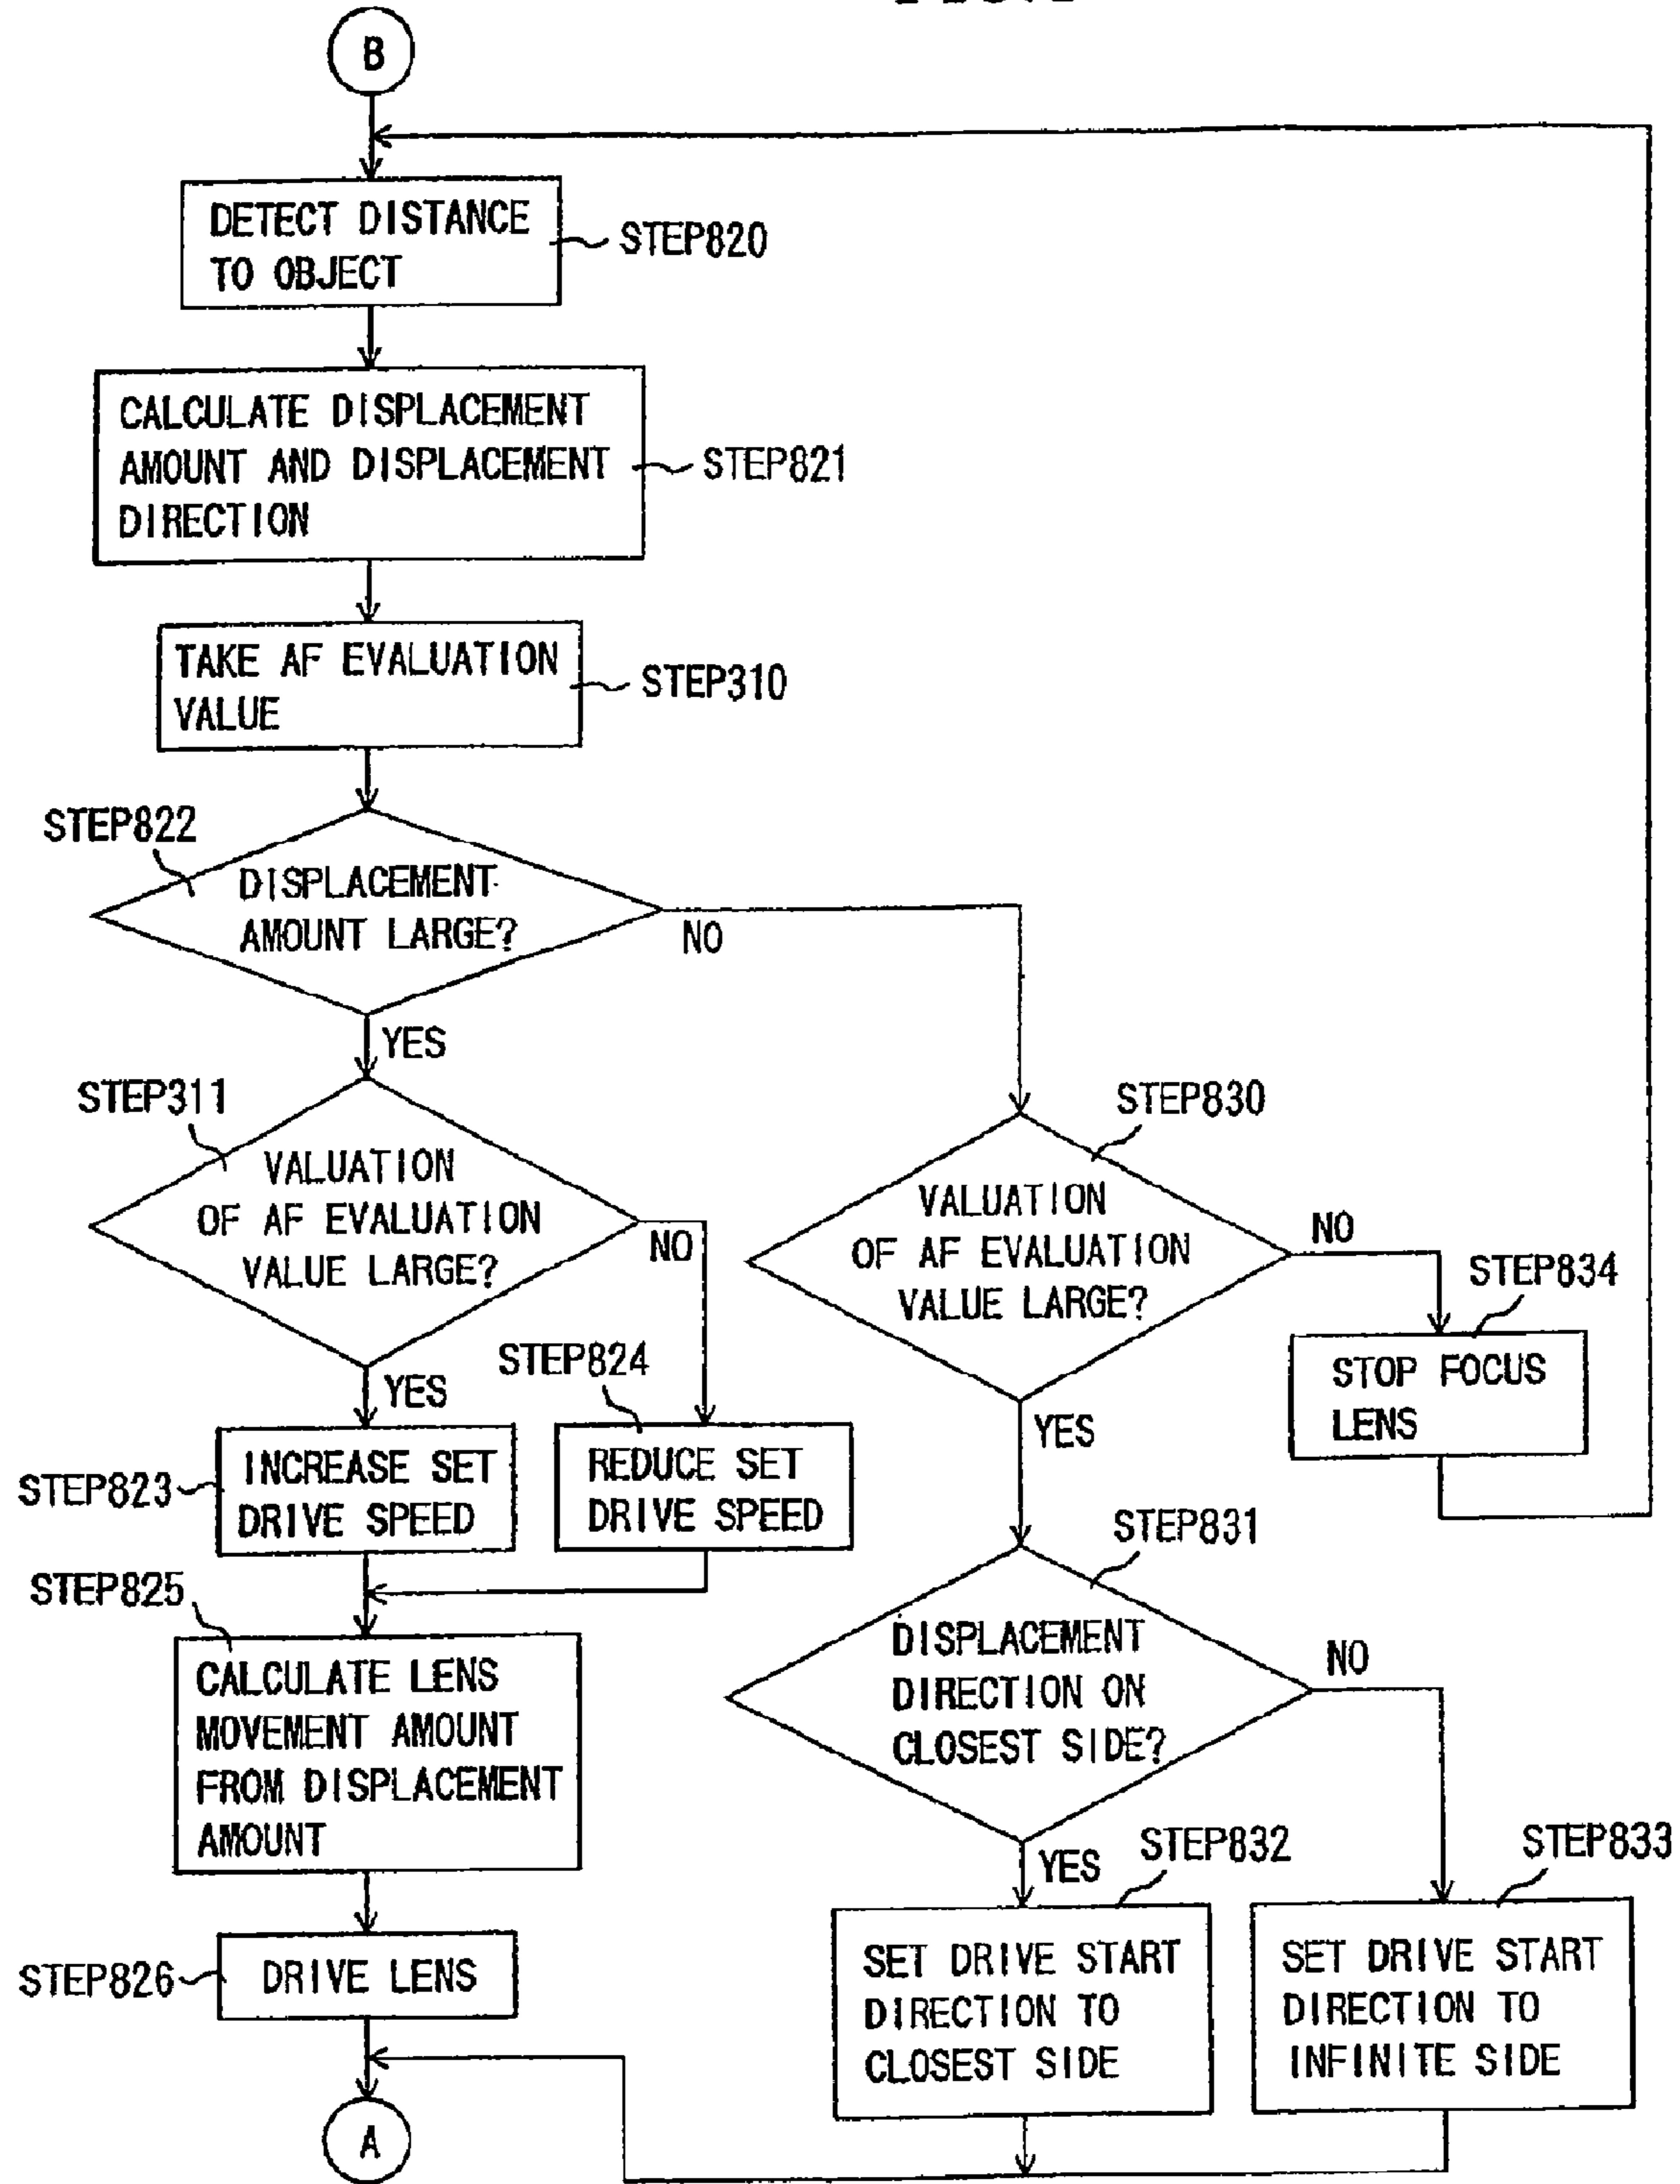 B
DETECT DISTANCE
TO OBJECT
STEP820
CALCULATE DISPLACEMENT
AMOUNT AND DISPLACEMENT
DIRECTION
STEP821
TAKE AF EVALUATION
VALUE
STEP310
STEP822
DISPLACEMENT
AMOUNT LARGE?
NO
YES
STEP311
VALUATION
OF AF EVALUATION
VALUE LARGE?
NO
YES
STEP830
VALUATION
OF AF EVALUATION
VALUE LARGE?
NO
YES
STEP834
STOP FOCUS
LENS
STEP823
INCREASE SET
DRIVE SPEED
STEP824
REDUCE SET
DRIVE SPEED
STEP831
DISPLACEMENT
DIRECTION ON
CLOSEST SIDE?
NO
YES
STEP825
CALCULATE LENS
MOVEMENT AMOUNT
FROM DISPLACEMENT
AMOUNT
STEP832
SET DRIVE START
DIRECTION TO
CLOSEST SIDE
STEP833
SET DRIVE START
DIRECTION TO
INFINITE SIDE
STEP826
DRIVE LENS
A